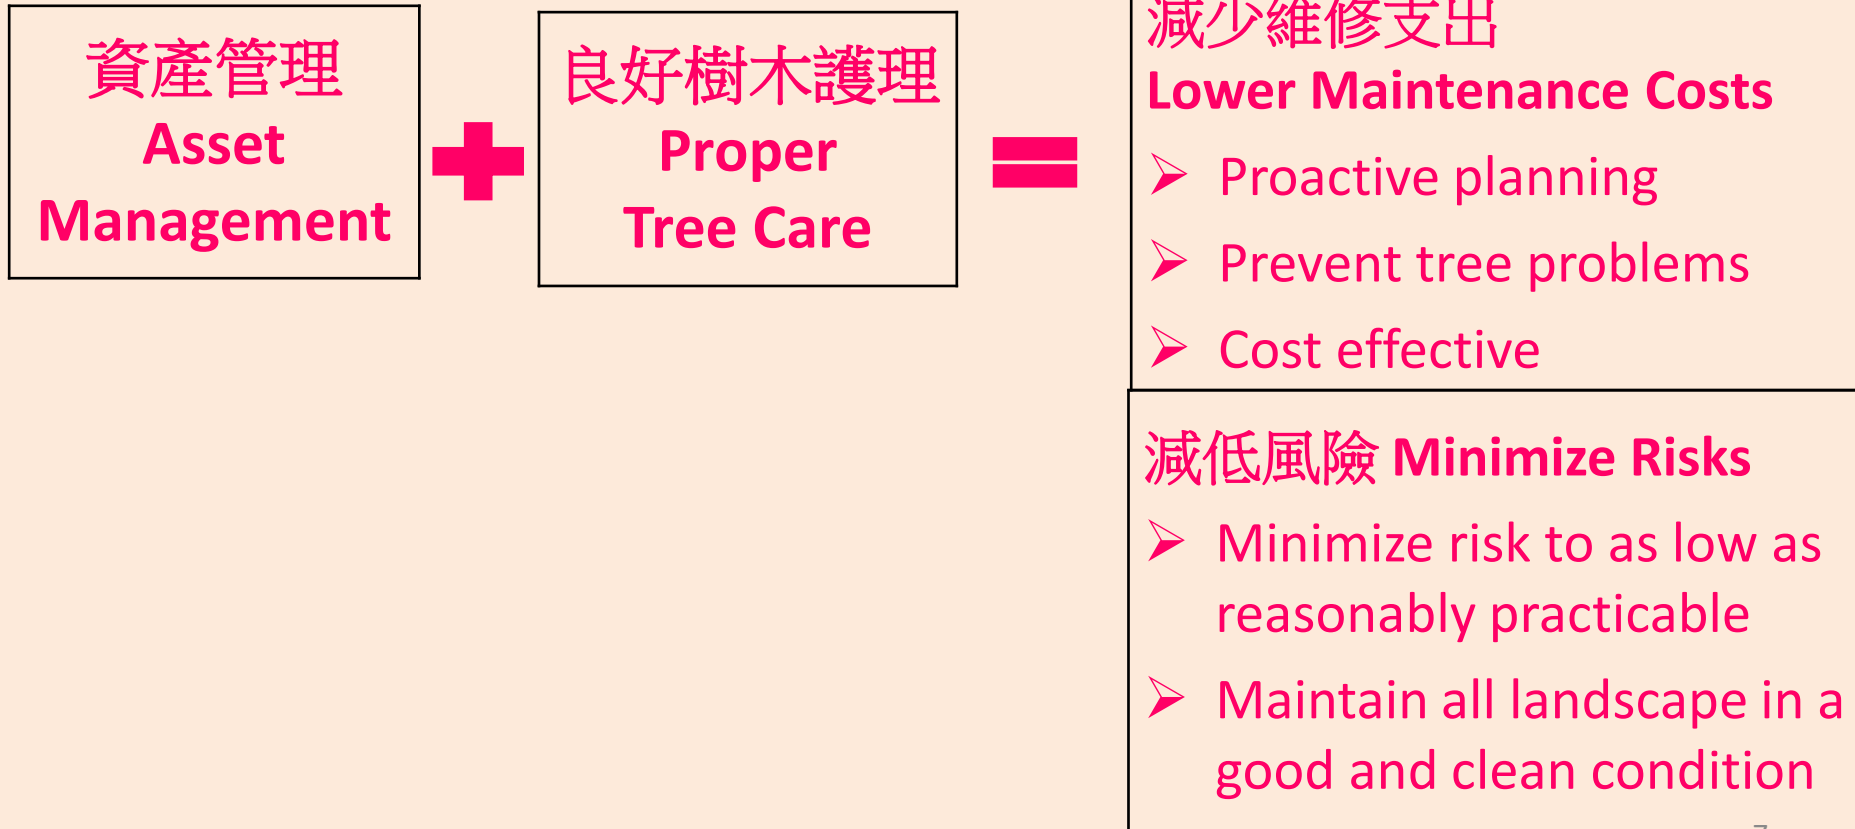 資產管理
Asset
Management
良好樹木護理
Proper
Tree Care
減少維修支出
Lower Maintenance Costs
Proactive planning
Prevent tree problems
Cost effective
減低風險 Minimize Risks
Minimize risk to as low as
reasonably practicable
Maintain all landscape in a
good and clean condition